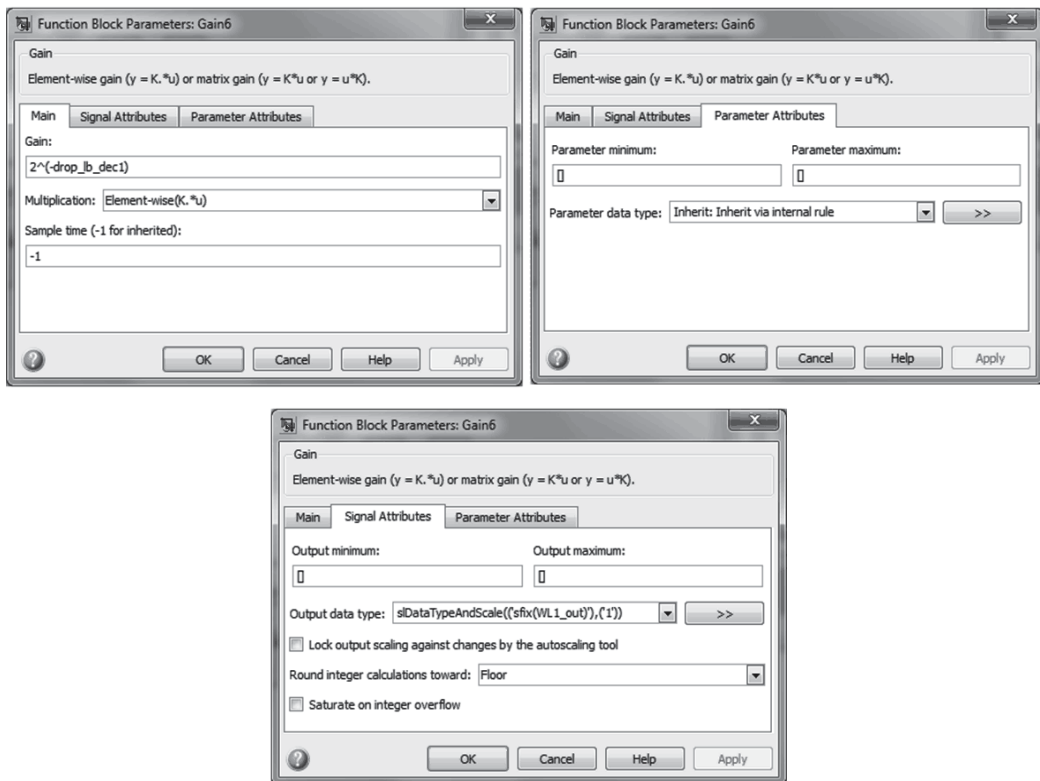 Function Block Parameters: Gain6
X
Gain
Element-wise gain (y = K.*u) or matrix gain (y = K*u or y = u*K).
Main Signal Attributes Parameter Attributes
Gain:
2^(-drop_lb_dec1)
Multiplication: Element-wise(K.*u)
Sample time (-1 for inherited):
-1
? OK Cancel Help Apply
Function Block Parameters: Gain6
X
Gain
Element-wise gain (y = K.*u) or matrix gain (y = K*u or y = u*K).
Main Signal Attributes Parameter Attributes
Parameter minimum: Parameter maximum:
[] []
Parameter data type: Inherit: Inherit via internal rule >>
? OK Cancel Help Apply
Function Block Parameters: Gain6
X
Gain
Element-wise gain (y = K.*u) or matrix gain (y = K*u or y = u*K).
Main Signal Attributes Parameter Attributes
Output minimum: Output maximum:
[] []
Output data type: slDataTypeAndScale(('sfix(WL1_out)'),('1')) >>
Lock output scaling against changes by the autoscaling tool
Round integer calculations toward: Floor
Saturate on integer overflow
? OK Cancel Help Apply